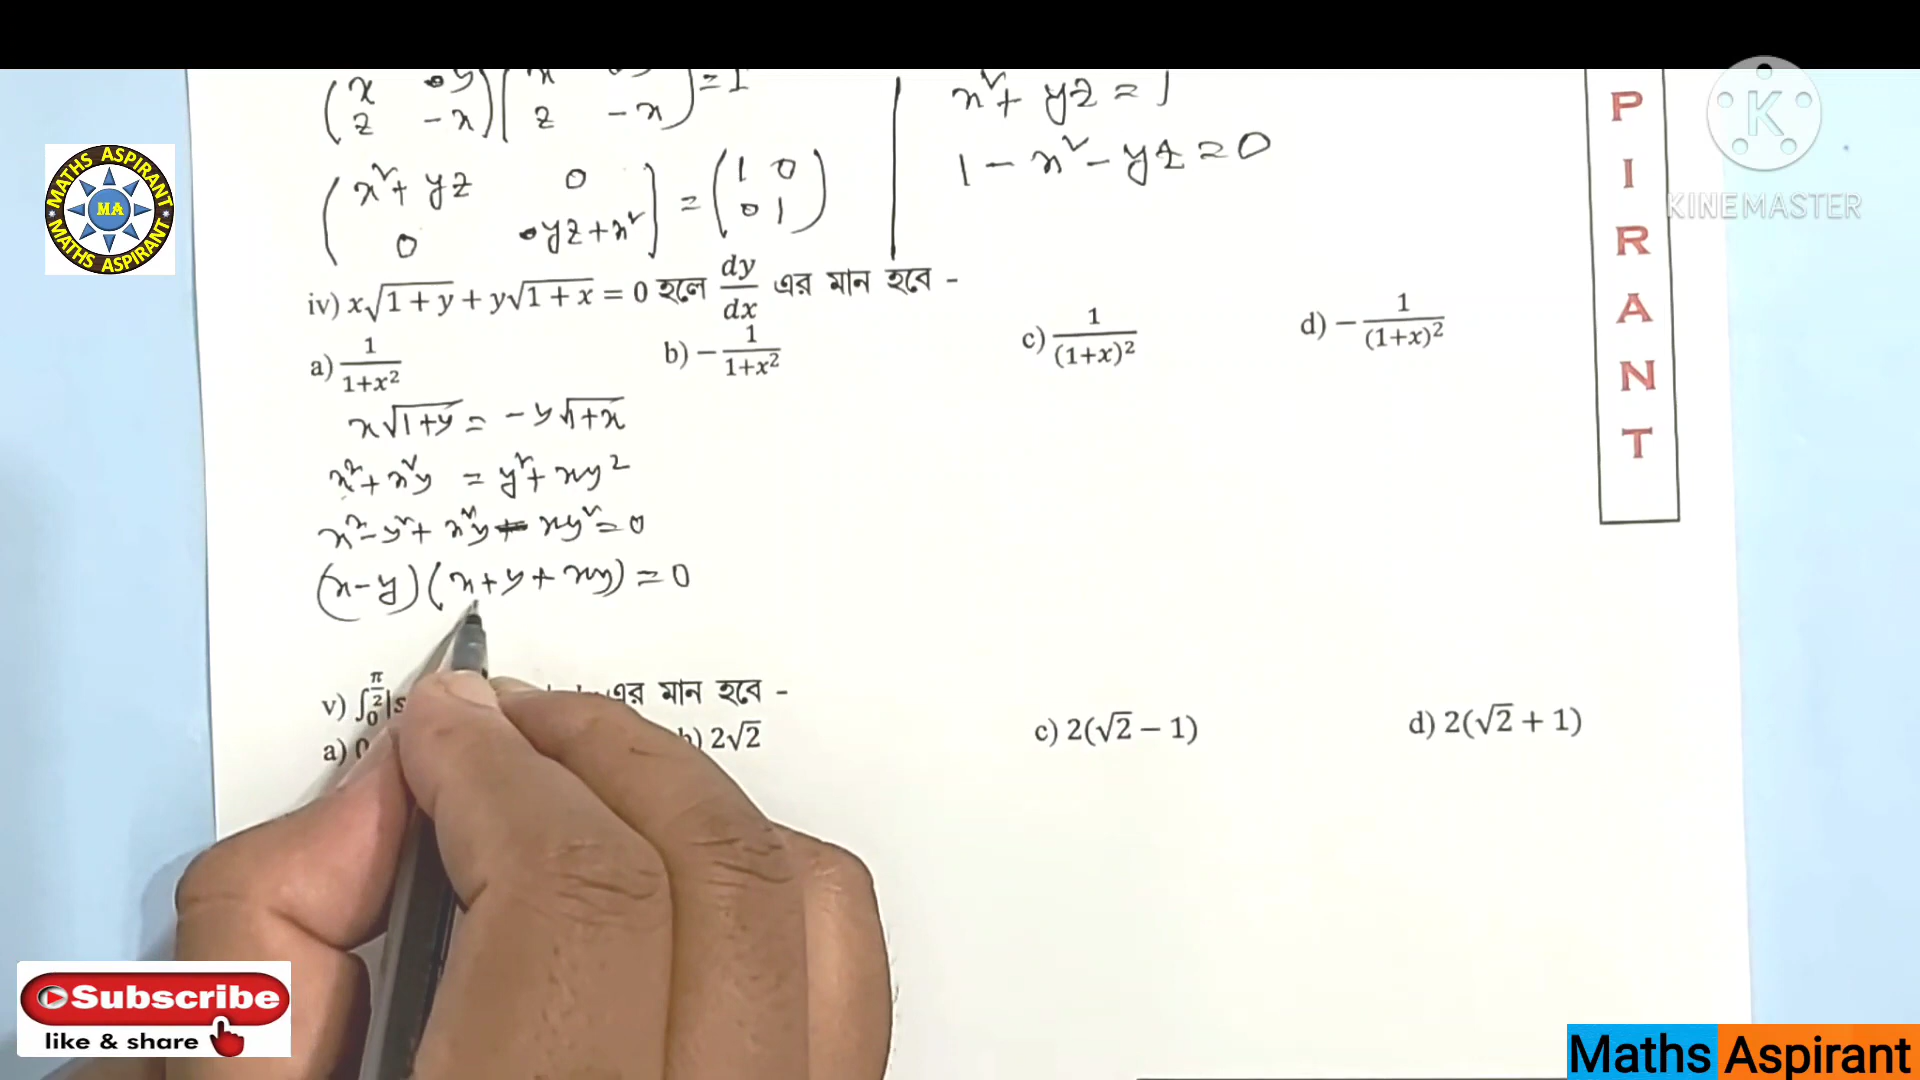 (x y)(x
z -x)(z -x) = I
(x²+yz 0
0 yz+x²) = (1 0
0 1)
x²+ yz = 1
1 - x² - yz = 0
iv) x√1+y + y√1+x = 0 হলে dy/dx এর মান হবে -
a) 1/1+x² b) - 1/1+x² c) 1/(1+x)² d) - 1/(1+x)²
x√1+y = -y√1+x
x²+x²y = y²+xy²
x²-y²+x²y - xy² = 0
(x-y)(x+y+xy) = 0
v) ∫₀^π/2 |s এর মান হবে -
a) 0 b) 2√2 c) 2(√2 - 1) d) 2(√2 + 1)
P
I
R
A
N
T
MATHS ASPIRANT
MA
MATHS ASPIRANT
K
KINEMASTER
Subscribe
like & share
Maths Aspirant